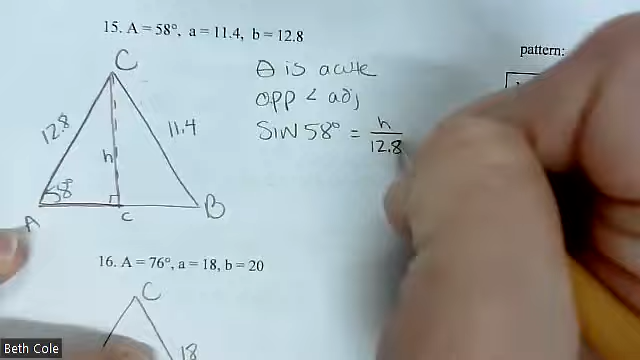 15. A = 58°, a = 11.4, b = 12.8
pattern:
C
θ is acute
opp < adj
12.8
11.4
sin 58° = h/12.8
h
58°
A
c
B
16. A = 76°, a = 18, b = 20
C
18
Beth Cole